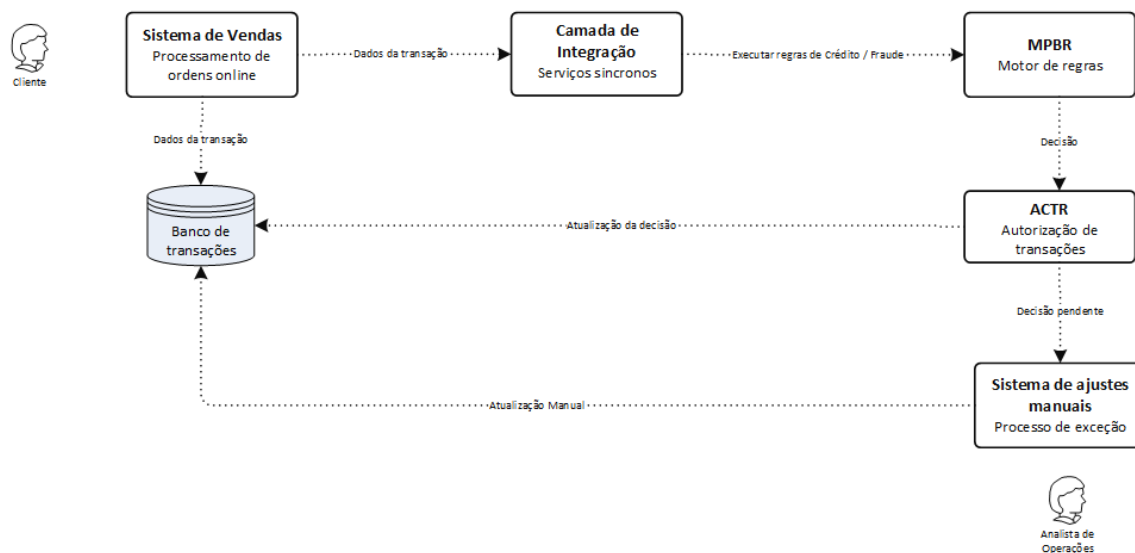 Cliente
Sistema de Vendas
Processamento de
ordens online
Dados da transação
Camada de
Integração
Serviços sincronos
Executar regras de Crédito / Fraude
MPBR
Motor de regras
Dados da transação
Decisão
Banco de
transações
Atualização da decisão
ACTR
Autorização de
transações
Decisão pendente
Atualização Manual
Sistema de ajustes
manuais
Processo de exceção
Analista de
Operações